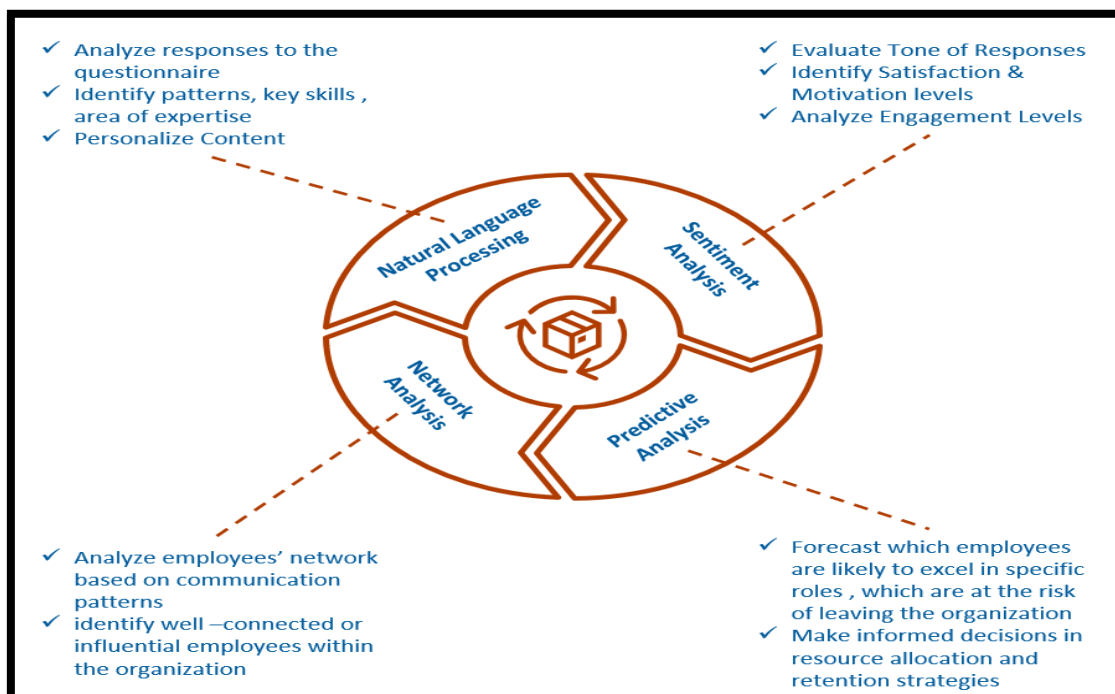 ✓ Analyze responses to the
questionnaire
✓ Identify patterns, key skills ,
area of expertise
✓ Personalize Content
✓ Evaluate Tone of Responses
✓ Identify Satisfaction &
Motivation levels
✓ Analyze Engagement Levels
Natural Language
Processing
Sentiment
Analysis
Network
Analysis
Predictive
Analysis
✓ Analyze employees’ network
based on communication
patterns
✓ identify well –connected or
influential employees within
the organization
✓ Forecast which employees
are likely to excel in specific
roles , which are at the risk
of leaving the organization
✓ Make informed decisions in
resource allocation and
retention strategies